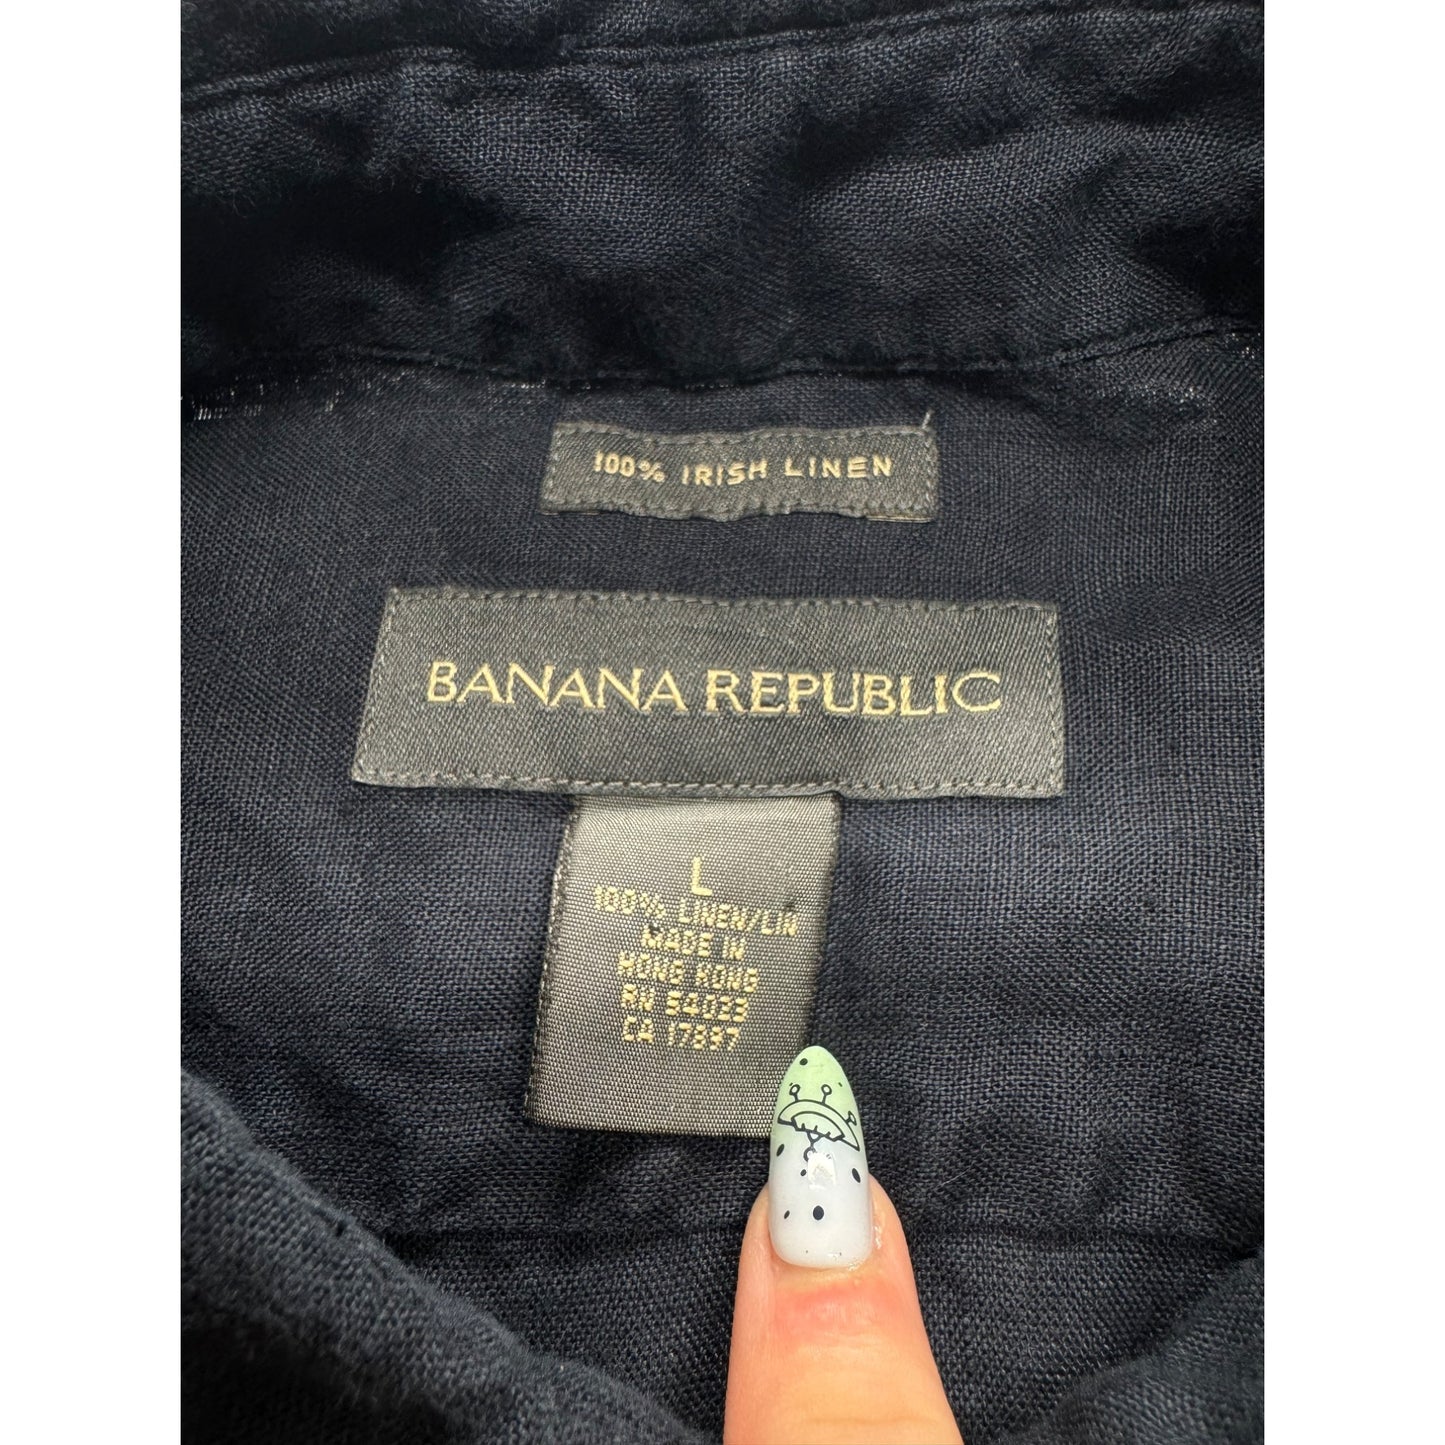 100% IRISH LINEN
BANANA REPUBLIC
L
100% LINEN/LIN
MADE IN
HONG KONG
RN 54023
CA 17897